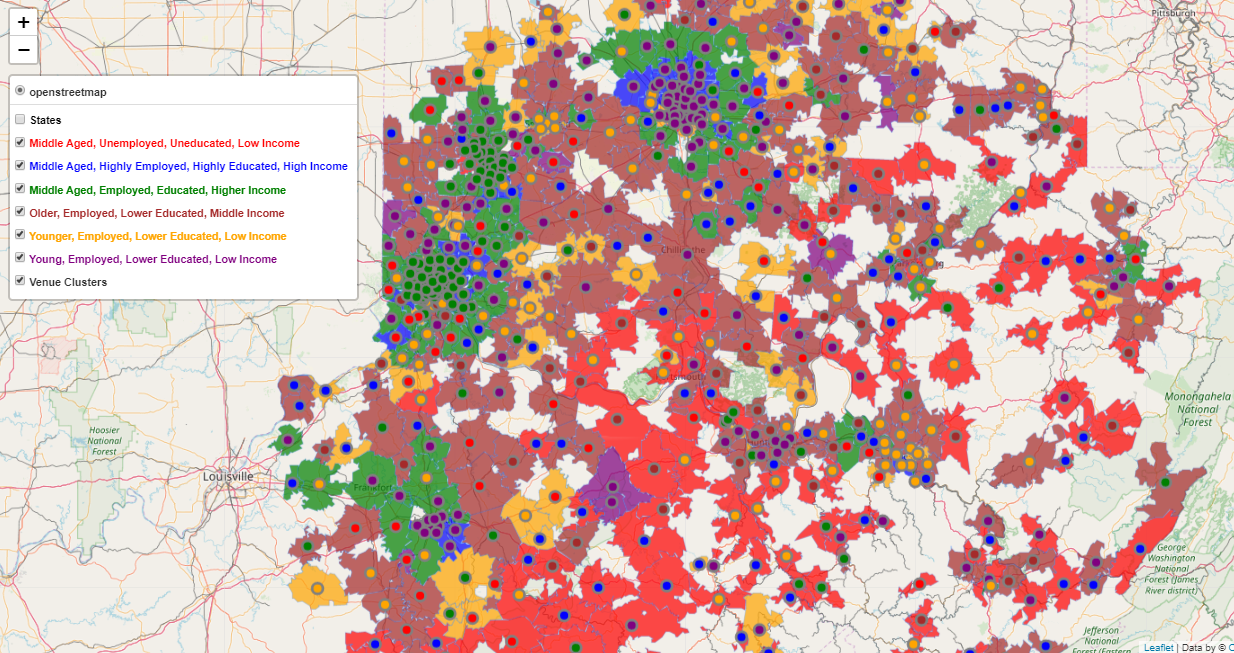 +
−
openstreetmap
States
Middle Aged, Unemployed, Uneducated, Low Income
Middle Aged, Highly Employed, Highly Educated, High Income
Middle Aged, Employed, Educated, Higher Income
Older, Employed, Lower Educated, Middle Income
Younger, Employed, Lower Educated, Low Income
Young, Employed, Lower Educated, Low Income
Venue Clusters
Pittsburgh
Monongahela
National
Forest
Hoosier
National
Forest
Louisville
Frankfort
George
Washington
National
Forest (James
River district)
Jefferson
National
Forest (Eastern
Leaflet | Data by ©